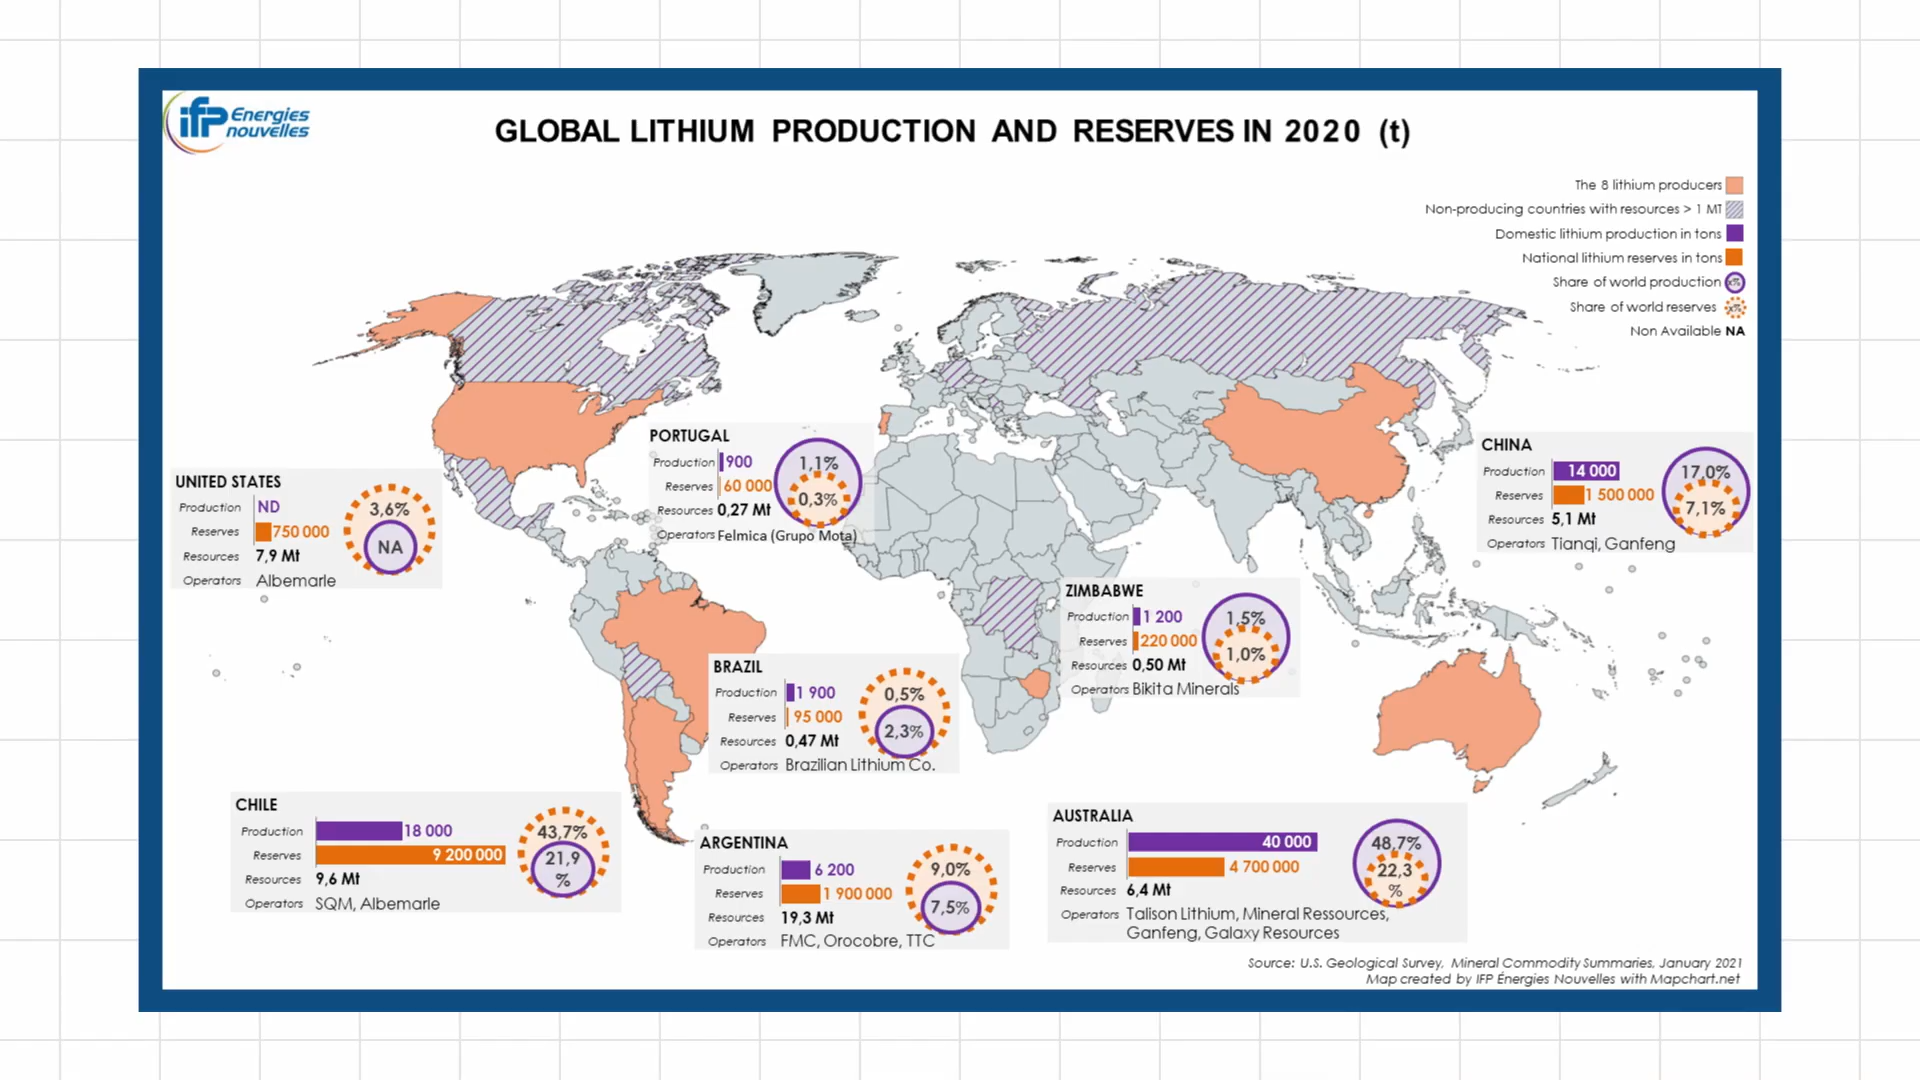 ifp Energies
nouvelles
GLOBAL LITHIUM PRODUCTION AND RESERVES IN 2020 (t)
The 8 lithium producers
Non-producing countries with resources > 1 MT
Domestic lithium production in tons
National lithium reserves in tons
Share of world production
Share of world reserves
Non Available NA
UNITED STATES
Production ND
Reserves 750 000
Resources 7,9 Mt
Operators Albemarle
3,6%
NA
PORTUGAL
Production 900
Reserves 60 000
Resources 0,27 Mt
Operators Felmica (Grupo Mota)
1,1%
0,3%
CHINA
Production 14 000
Reserves 1 500 000
Resources 5,1 Mt
Operators Tianqi, Ganfeng
17,0%
7,1%
ZIMBABWE
Production 1 200
Reserves 220 000
Resources 0,50 Mt
Operators Bikita Minerals
1,5%
1,0%
BRAZIL
Production 1 900
Reserves 95 000
Resources 0,47 Mt
Operators Brazilian Lithium Co.
0,5%
2,3%
CHILE
Production 18 000
Reserves 9 200 000
Resources 9,6 Mt
Operators SQM, Albemarle
43,7%
21,9
%
ARGENTINA
Production 6 200
Reserves 1 900 000
Resources 19,3 Mt
Operators FMC, Orocobre, TTC
9,0%
7,5%
AUSTRALIA
Production 40 000
Reserves 4 700 000
Resources 6,4 Mt
Operators Talison Lithium, Mineral Ressources,
Ganfeng, Galaxy Resources
48,7%
22,3
%
Source: U.S. Geological Survey, Mineral Commodity Summaries, January 2021
Map created by IFP Énergies Nouvelles with Mapchart.net